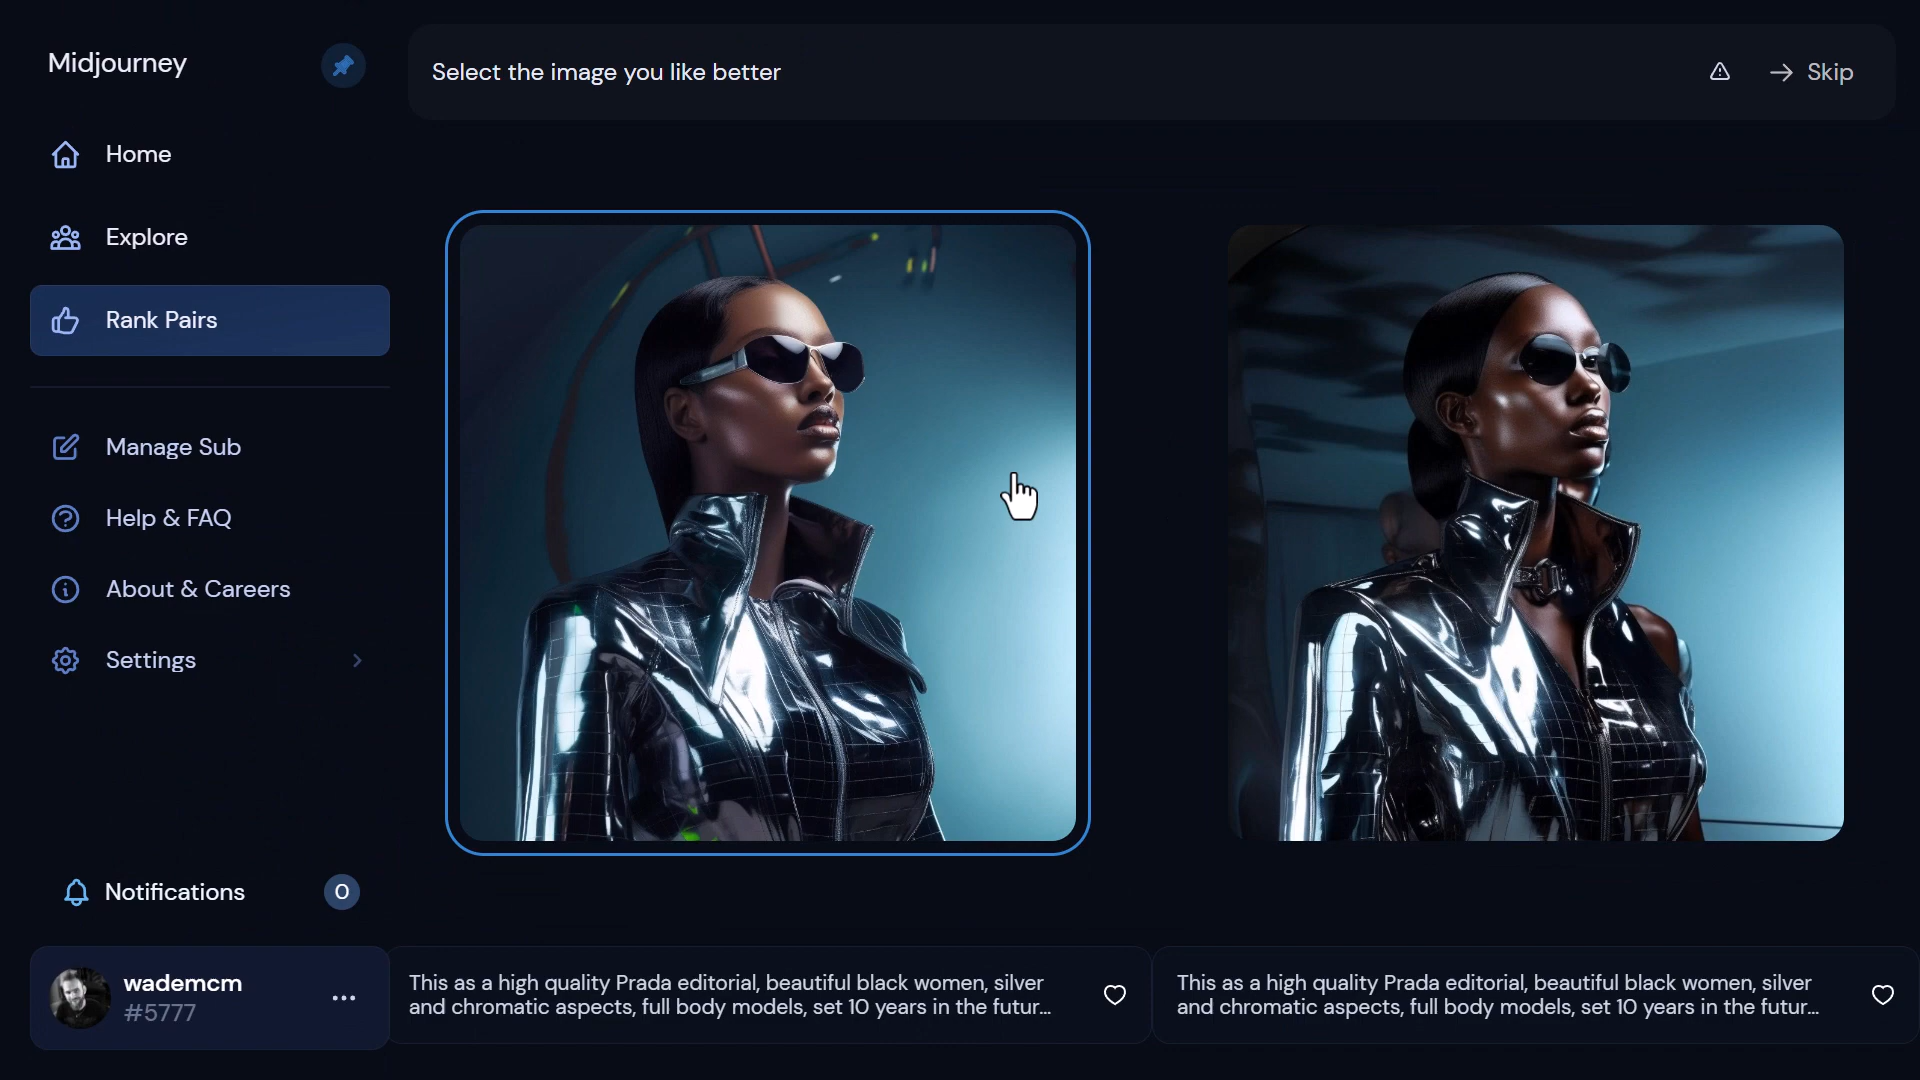 Midjourney
Select the image you like better
Skip
Home
Explore
Rank Pairs
Manage Sub
Help & FAQ
About & Careers
Settings
Notifications
0
wademcm
#5777
This as a high quality Prada editorial, beautiful black women, silver
and chromatic aspects, full body models, set 10 years in the futur...
This as a high quality Prada editorial, beautiful black women, silver
and chromatic aspects, full body models, set 10 years in the futur...